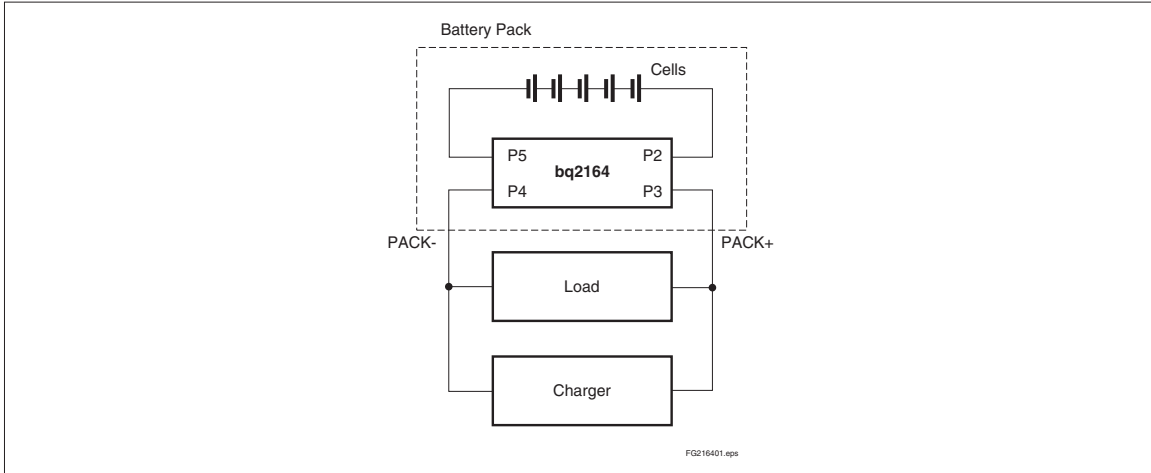 Battery Pack
Cells
P5
P2
bq2164
P4
P3
PACK-
PACK+
Load
Charger
FG216401.eps